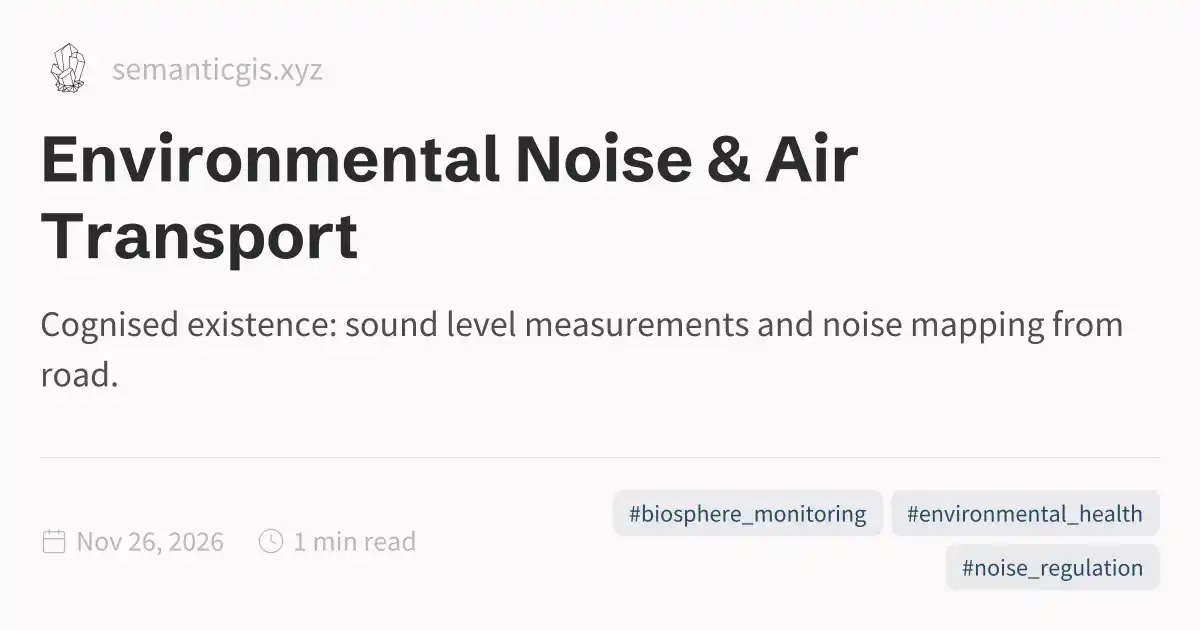 semanticgis.xyz
Environmental Noise & Air
Transport
Cognised existence: sound level measurements and noise mapping from
road.
Nov 26, 2026
1 min read
#biosphere_monitoring
#environmental_health
#noise_regulation